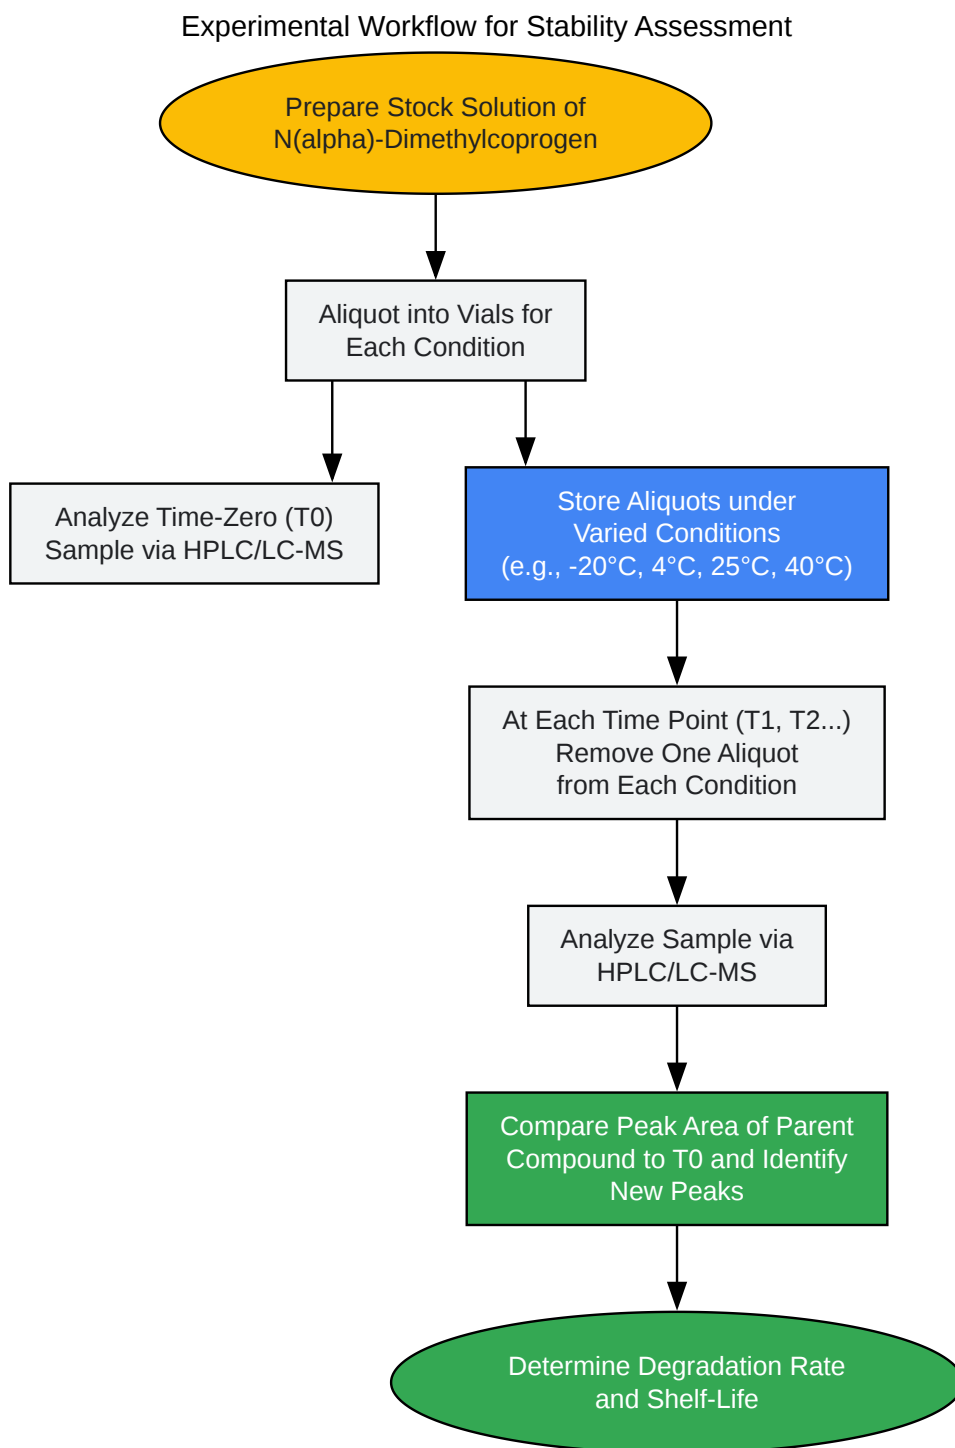 Experimental Workflow for Stability Assessment
Prepare Stock Solution of
N(alpha)-Dimethylcoprogen
Aliquot into Vials for
Each Condition
Analyze Time-Zero (T0)
Sample via HPLC/LC-MS
Store Aliquots under
Varied Conditions
(e.g., -20°C, 4°C, 25°C, 40°C)
At Each Time Point (T1, T2...)
Remove One Aliquot
from Each Condition
Analyze Sample via
HPLC/LC-MS
Compare Peak Area of Parent
Compound to T0 and Identify
New Peaks
Determine Degradation Rate
and Shelf-Life